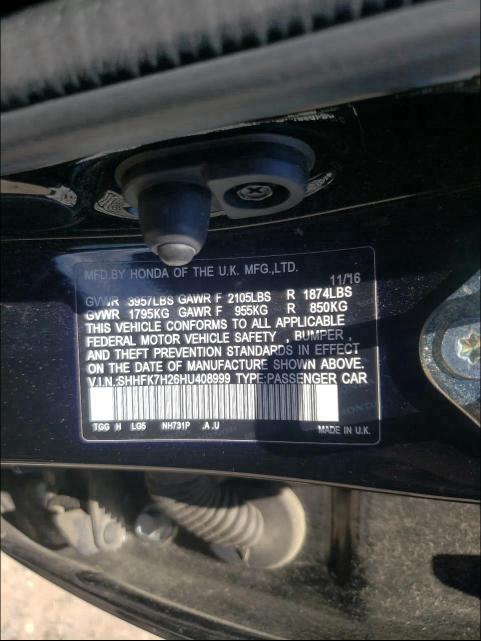 MFD.BY HONDA OF THE U.K. MFG.,LTD. 11/16
GVWR 3957LBS GAWR F 2105LBS R 1874LBS
GVWR 1795KG GAWR F 955KG R 850KG
THIS VEHICLE CONFORMS TO ALL APPLICABLE
FEDERAL MOTOR VEHICLE SAFETY , BUMPER ,
AND THEFT PREVENTION STANDARDS IN EFFECT
ON THE DATE OF MANUFACTURE SHOWN ABOVE.
V.I.N.:SHHFK7H26HU408999 TYPE:PASSENGER CAR
TGG H LG5 NH731P .A .U MADE IN U.K.